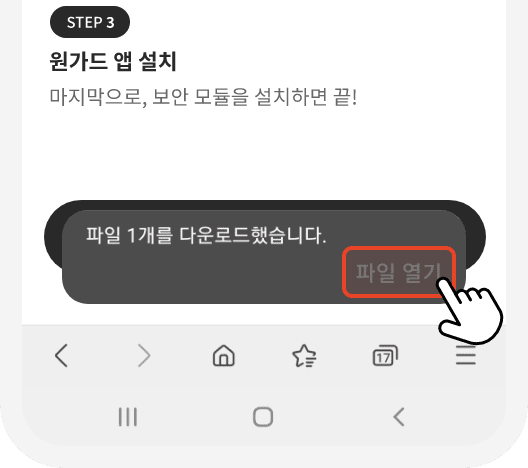 STEP 3
원가드 앱 설치
마지막으로, 보안 모듈을 설치하면 끝!
파일 1개를 다운로드했습니다.
파일 열기
17